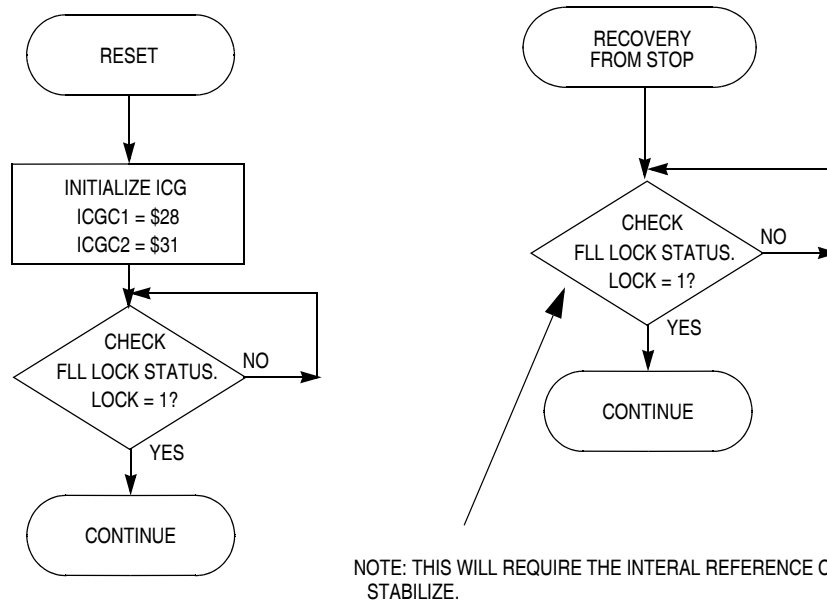 RESET
INITIALIZE ICG
ICGC1 = $28
ICGC2 = $31
CHECK
FLL LOCK STATUS.
LOCK = 1?
NO
YES
CONTINUE
RECOVERY
FROM STOP
CHECK
FLL LOCK STATUS.
LOCK = 1?
NO
YES
CONTINUE
NOTE: THIS WILL REQUIRE THE INTERAL REFERENCE
STABILIZE.